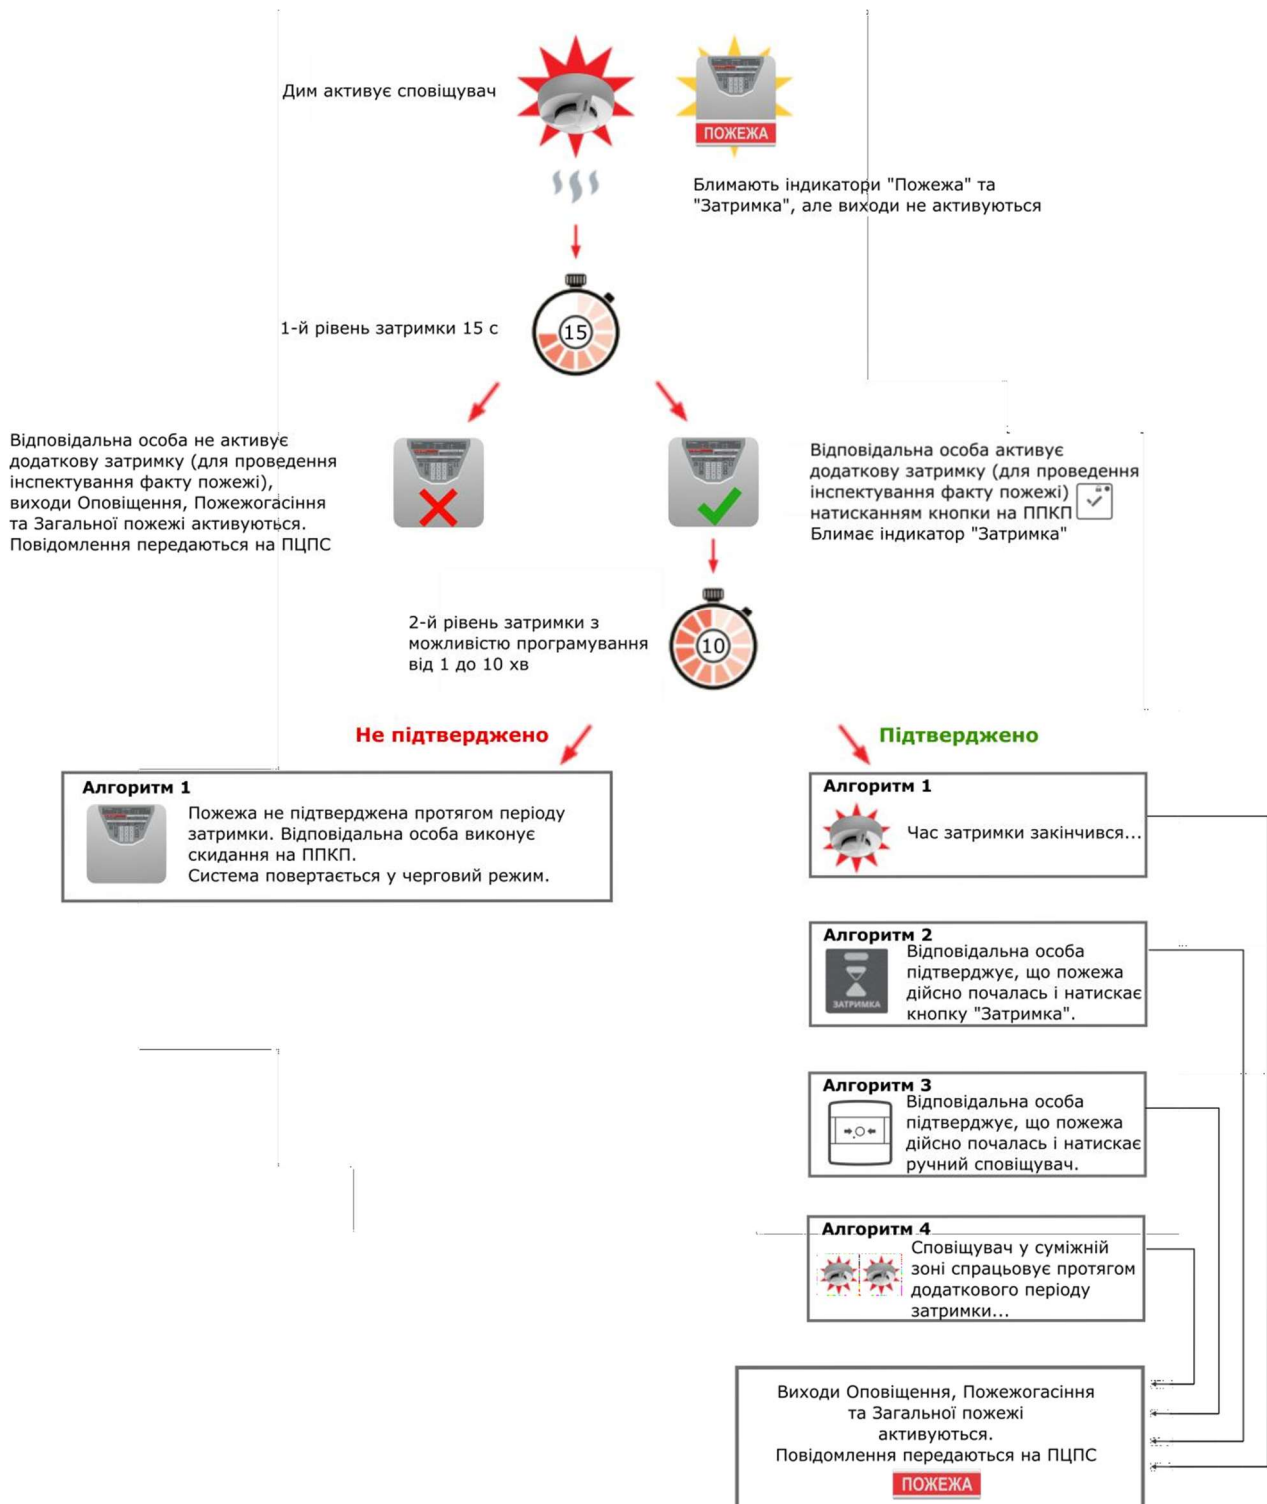 Дим активує сповіщувач
ПОЖЕЖА
Блимають індикатори "Пожежа" та
"Затримка", але виходи не активуються
1-й рівень затримки 15 с
15
Відповідальна особа не активує
додаткову затримку (для проведення
інспектування факту пожежі),
виходи Оповіщення, Пожежогасіння
та Загальної пожежі активуються.
Повідомлення передаються на ПЦПС
Відповідальна особа активує
додаткову затримку (для проведення
інспектування факту пожежі)
натисканням кнопки на ППКП
Блимає індикатор "Затримка"
2-й рівень затримки з
можливістю програмування
від 1 до 10 хв
10
Не підтверджено
Підтверджено
Алгоритм 1
Пожежа не підтверджена протягом періоду
затримки. Відповідальна особа виконує
скидання на ППКП.
Система повертається у черговий режим.
Алгоритм 1
Час затримки закінчився...
Алгоритм 2
Відповідальна особа
підтверджує, що пожежа
дійсно почалась і натискає
кнопку "Затримка".
ЗАТРИМКА
Алгоритм 3
Відповідальна особа
підтверджує, що пожежа
дійсно почалась і натискає
ручний сповіщувач.
Алгоритм 4
Сповіщувач у суміжній
зоні спрацьовує протягом
додаткового періоду
затримки...
Виходи Оповіщення, Пожежогасіння
та Загальної пожежі
активуються.
Повідомлення передаються на ПЦПС
ПОЖЕЖА